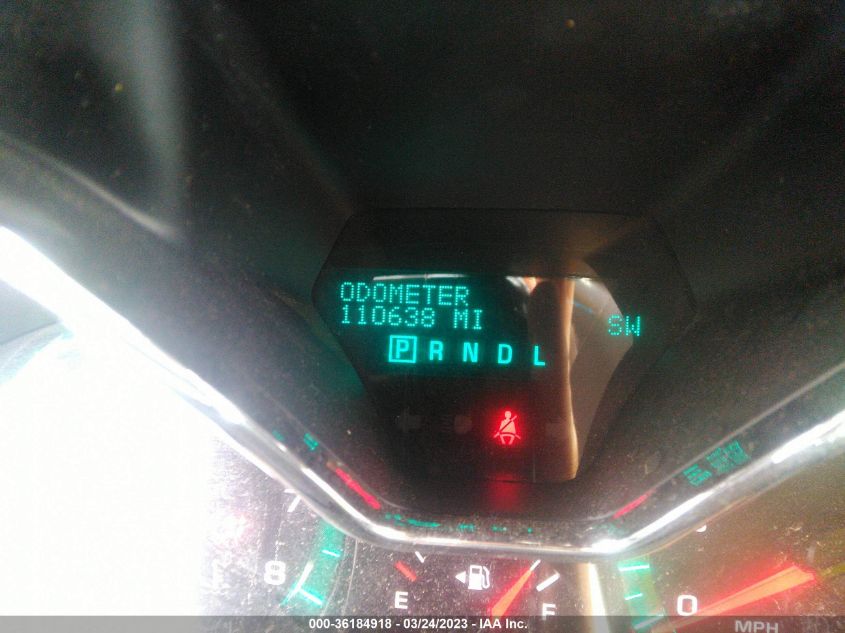 ODOMETER
110638 MI
SW
P R N D L
8
E
F
0
MPH
000-36184918 - 03/24/2023 - IAA Inc.